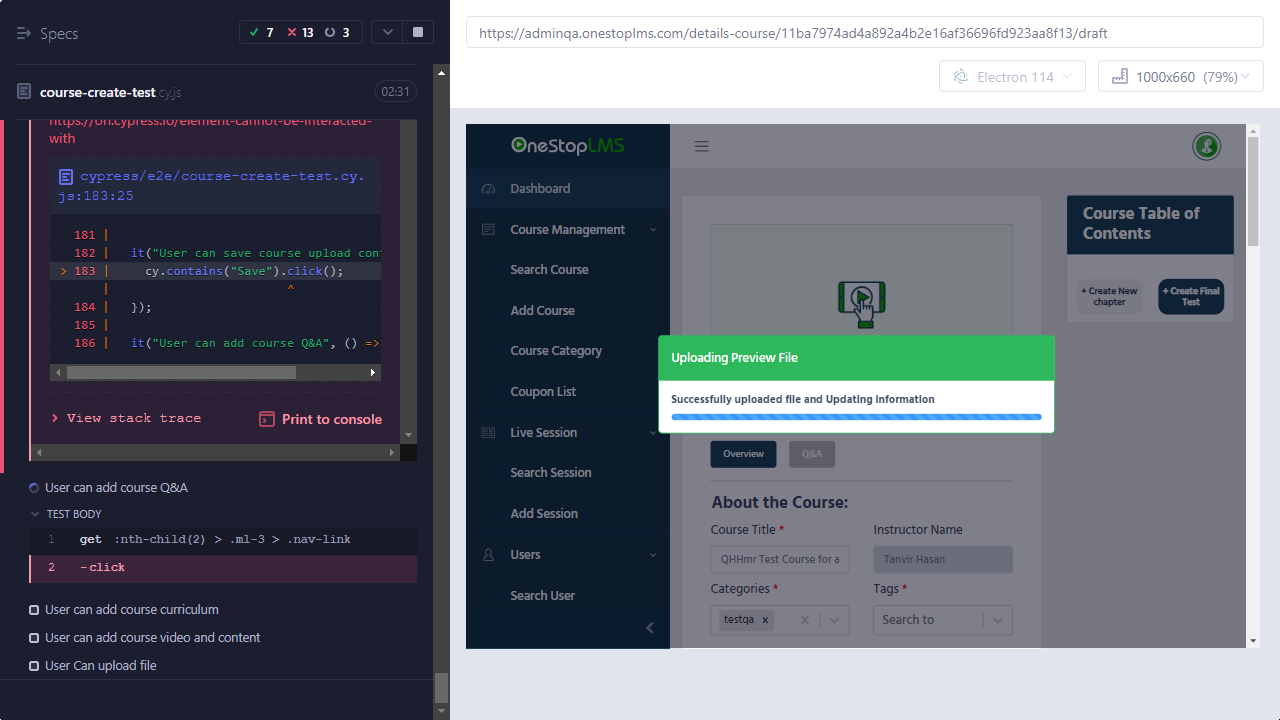 Specs
7
13
3
course-create-test.cy.js
02:31
https://on.cypress.io/element-cannot-be-interacted-
with
cypress/e2e/course-create-test.cy.
js:183:25
181 |
182 | it("User can save course upload con
> 183 | cy.contains("Save").click();
| ^
184 | });
185 |
186 | it("User can add course Q&A", () =>
View stack trace
Print to console
User can add course Q&A
TEST BODY
1 get :nth-child(2) > .ml-3 > .nav-link
2 -click
User can add course curriculum
User can add course video and content
User Can upload file
https://adminqa.onestoplms.com/details-course/11ba7974ad4a892a4b2e16af36696fd923aa8f13/draft
Electron 114
1000x660 (79%)
OneStopLMS
Dashboard
Course Management
Search Course
Add Course
Course Category
Coupon List
Live Session
Search Session
Add Session
Users
Search User
Uploading Preview File
Successfully uploaded file and Updating Information
Overview
Q&A
About the Course:
Course Title *
Instructor Name
QHHmr Test Course for a
Tanvir Hasan
Categories *
Tags *
testqa ×
Search to
Course Table of
Contents
+ Create New
chapter
+ Create Final
Test